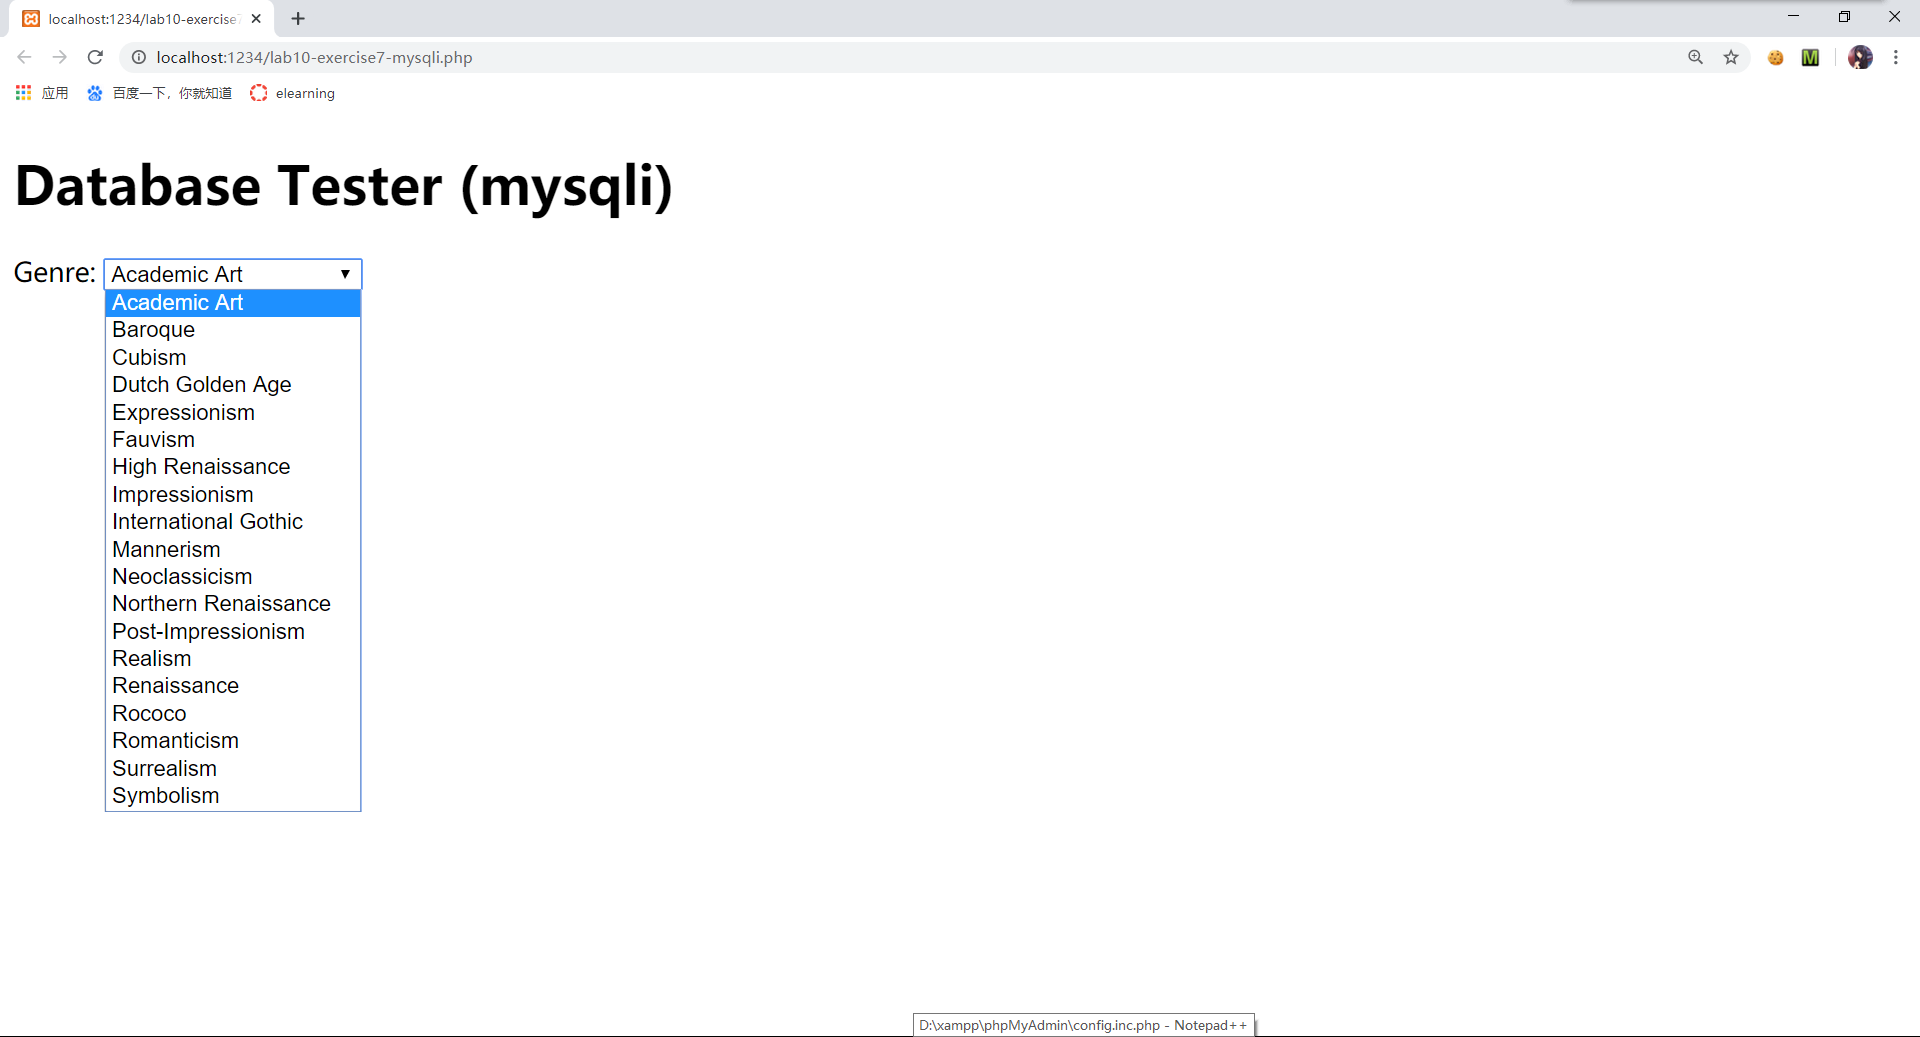 localhost:1234/lab10-exercise7
localhost:1234/lab10-exercise7-mysqli.php
应用 百度一下，你就知道 elearning
Database Tester (mysqli)
Genre: Academic Art
Academic Art
Baroque
Cubism
Dutch Golden Age
Expressionism
Fauvism
High Renaissance
Impressionism
International Gothic
Mannerism
Neoclassicism
Northern Renaissance
Post-Impressionism
Realism
Renaissance
Rococo
Romanticism
Surrealism
Symbolism
D:\xampp\phpMyAdmin\config.inc.php - Notepad++